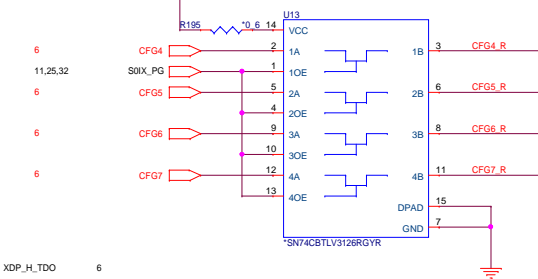 U13
R195 *0_6 14 VCC
6 CFG4 2 1A 1B 3 CFG4_R
11,25,32 S0IX_PG 1 1OE
6 CFG5 5 2A 2B 6 CFG5_R
4 2OE
6 CFG6 9 3A 3B 8 CFG6_R
10 3OE
6 CFG7 12 4A 4B 11 CFG7_R
13 4OE
DPAD 15
GND 7
*SN74CBTLV3126RGYR
XDP_H_TDO 6